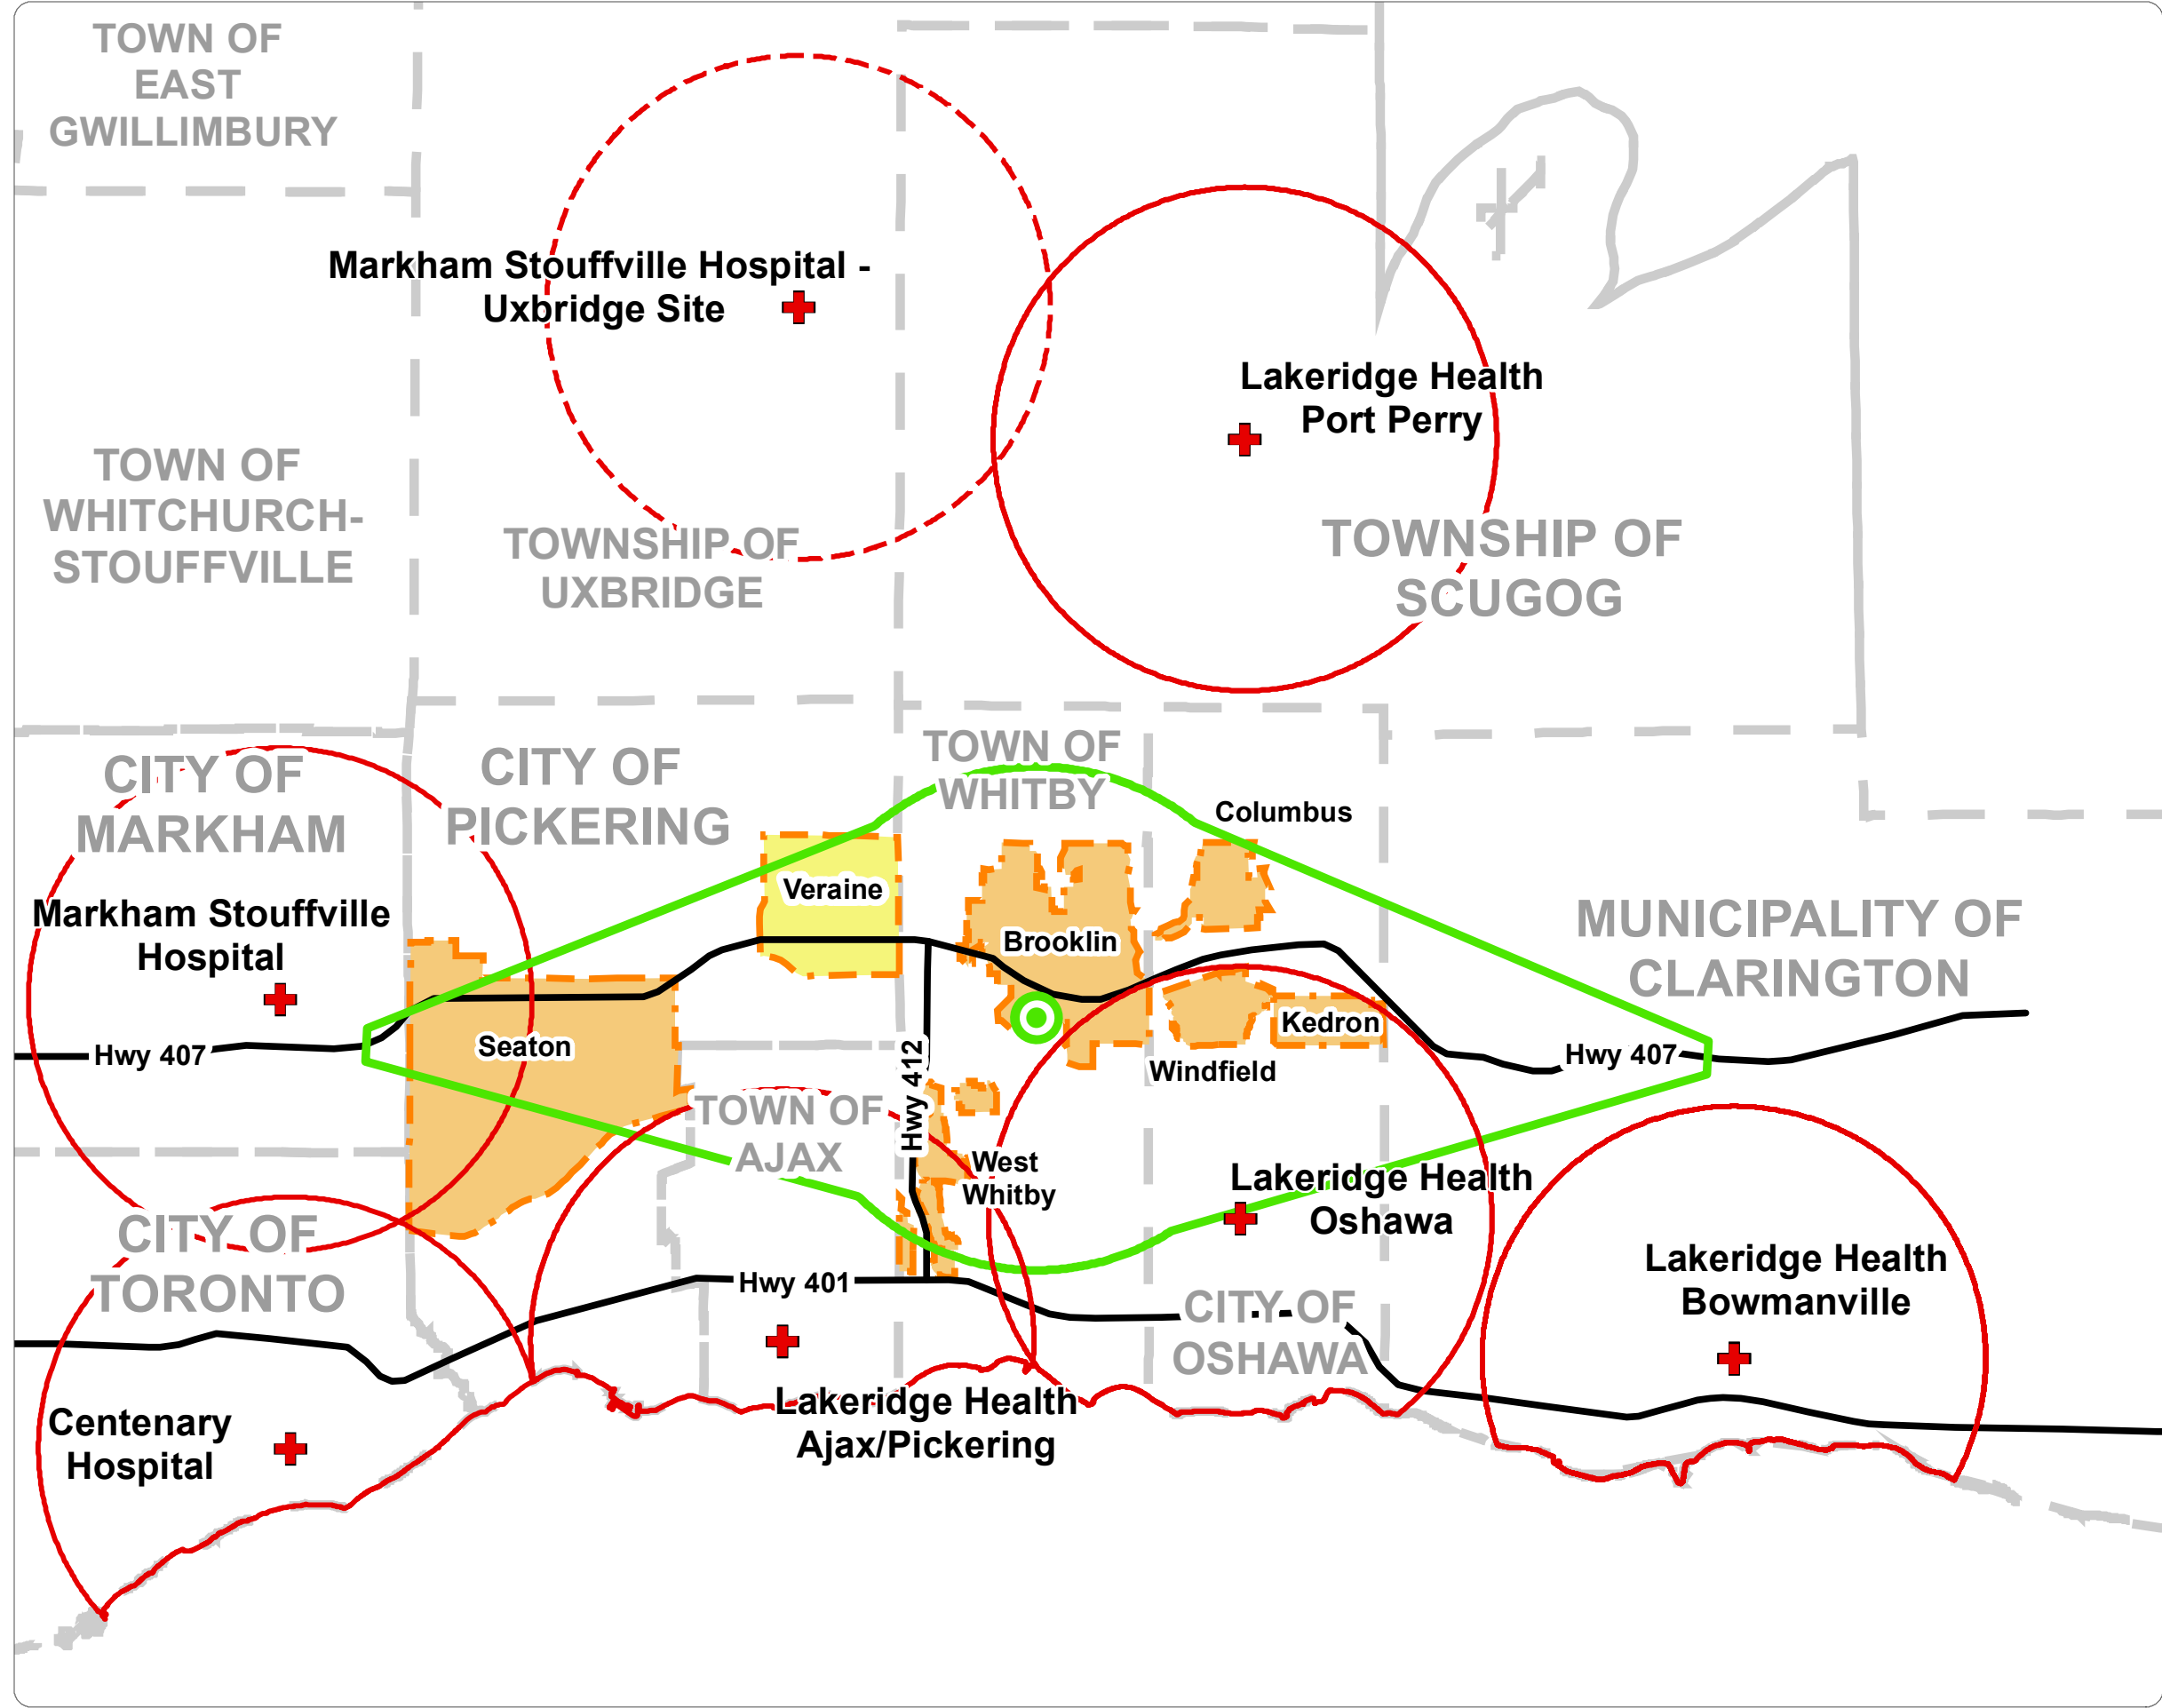 TOWN OF
EAST
GWILLIMBURY
Markham Stouffville Hospital -
Uxbridge Site
Lakeridge Health
Port Perry
TOWN OF
WHITCHURCH-
STOUFFVILLE
TOWNSHIP OF
UXBRIDGE
TOWNSHIP OF
SCUGOG
CITY OF
MARKHAM
CITY OF
PICKERING
TOWN OF
WHITBY
Columbus
Veraine
Markham Stouffville
Hospital
Brooklin
MUNICIPALITY OF
CLARINGTON
Seaton
Kedron
Hwy 407
Hwy 407
Windfield
Hwy 412
TOWN OF
AJAX
West
Whitby
Lakeridge Health
Oshawa
CITY OF
TORONTO
Hwy 401
Lakeridge Health
Bowmanville
CITY OF
OSHAWA
Lakeridge Health
Ajax/Pickering
Centenary
Hospital